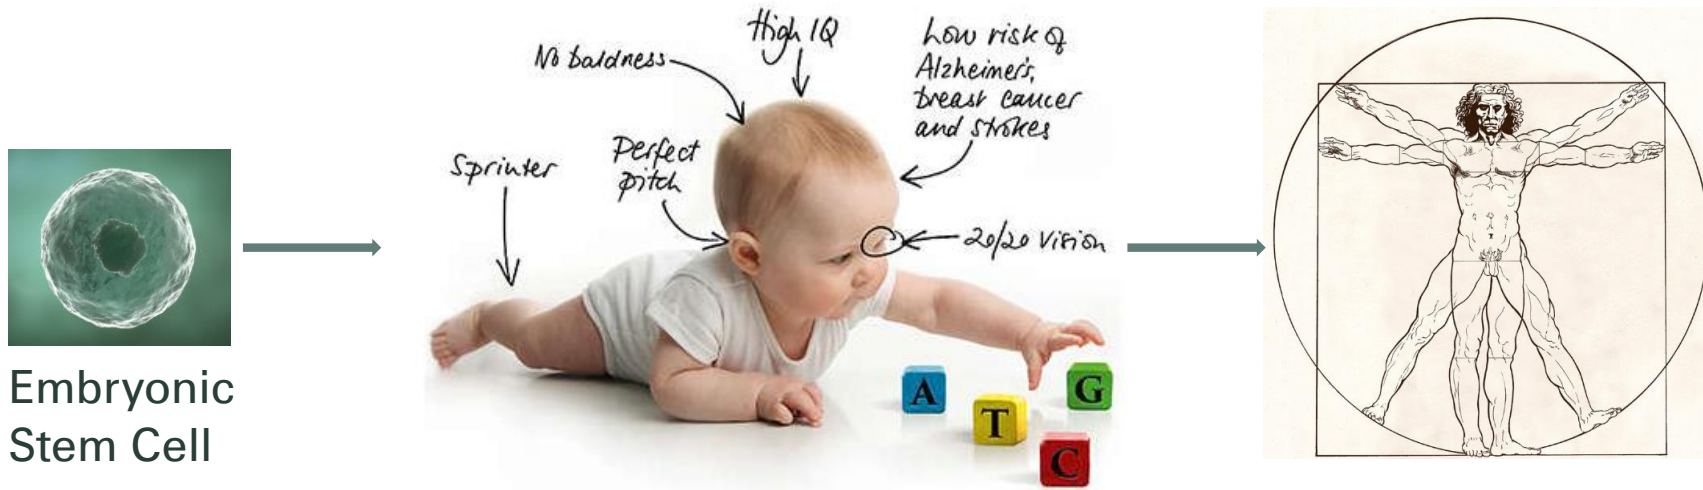 Embryonic
Stem Cell
Sprinter
No baldness
Perfect
pitch
High IQ
Low risk of
Alzheimer's,
breast cancer
and strokes
20/20 vision
A
T
G
C